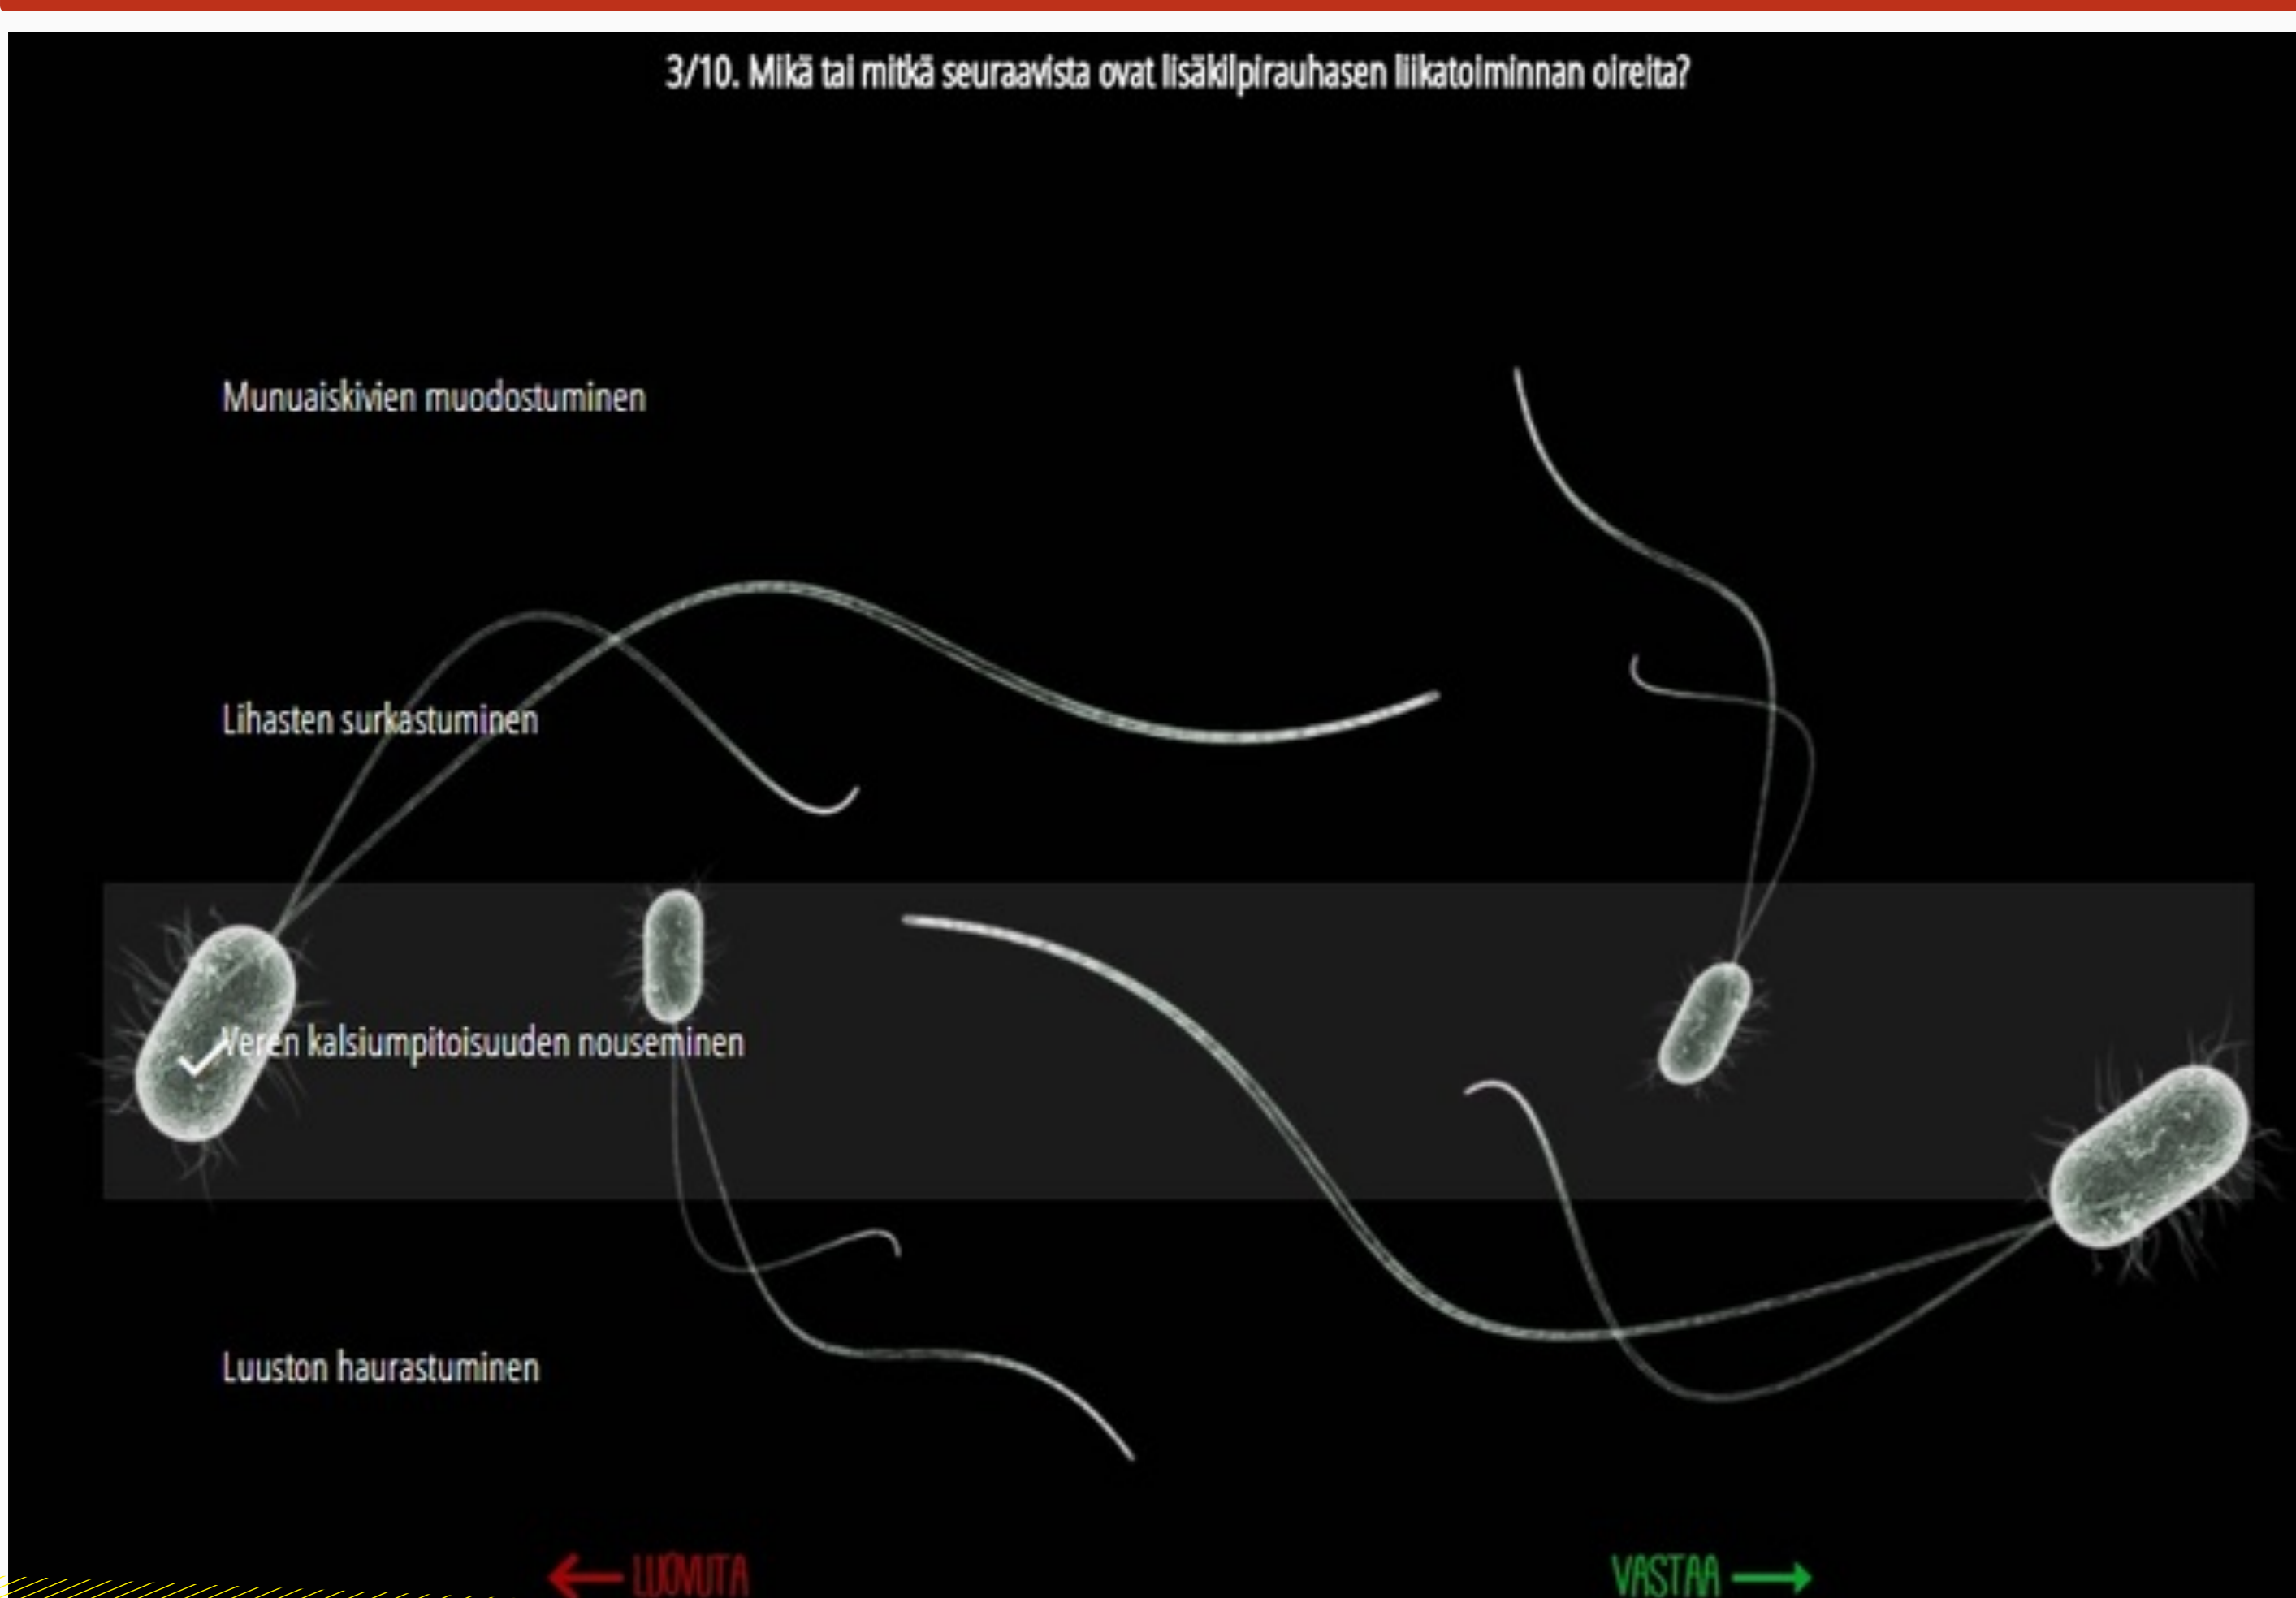 3/10. Mikä tai mitkä seuraavista ovat lisäkilpirauhasen liikatoiminnan oireita?
Munuaiskivien muodostuminen
Lihasten surkastuminen
Veren kalsiumpitoisuuden nouseminen
Luuston haurastuminen
LUOVUTA
VASTAA